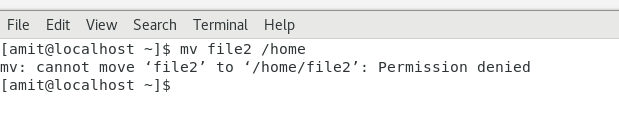 File Edit View Search Terminal Help
[amit@localhost ~]$ mv file2 /home
mv: cannot move ‘file2’ to ‘/home/file2’: Permission denied
[amit@localhost ~]$